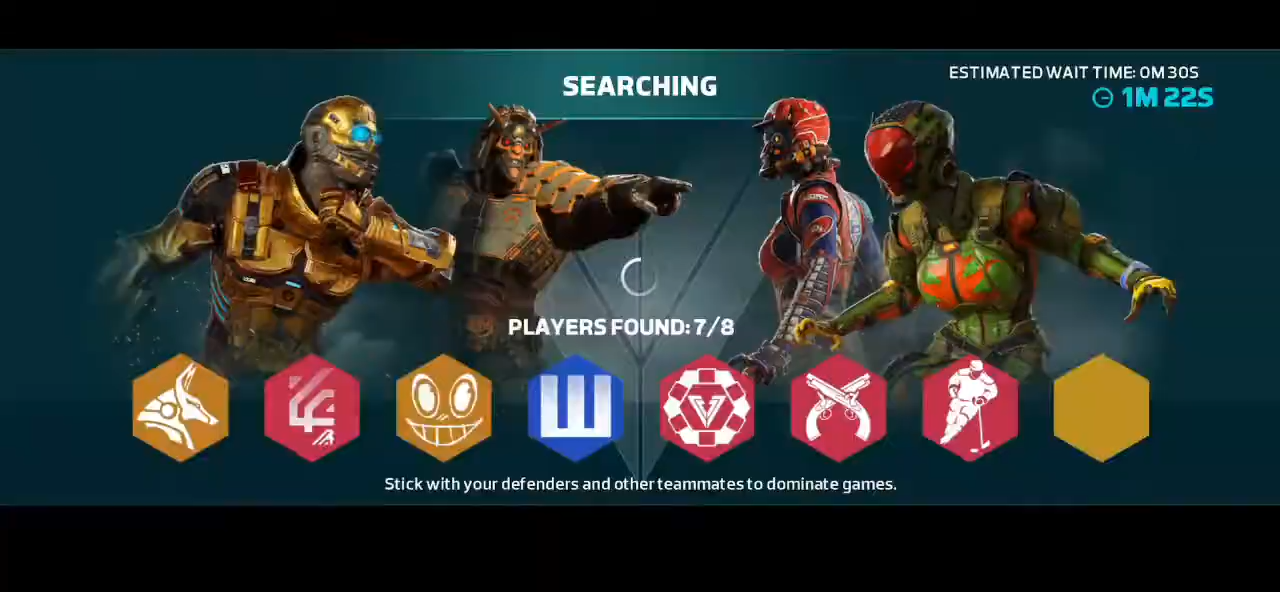 SEARCHING
ESTIMATED WAIT TIME: 0M 30S
1M 22S
PLAYERS FOUND: 7/8
W
V
Stick with your defenders and other teammates to dominate games.